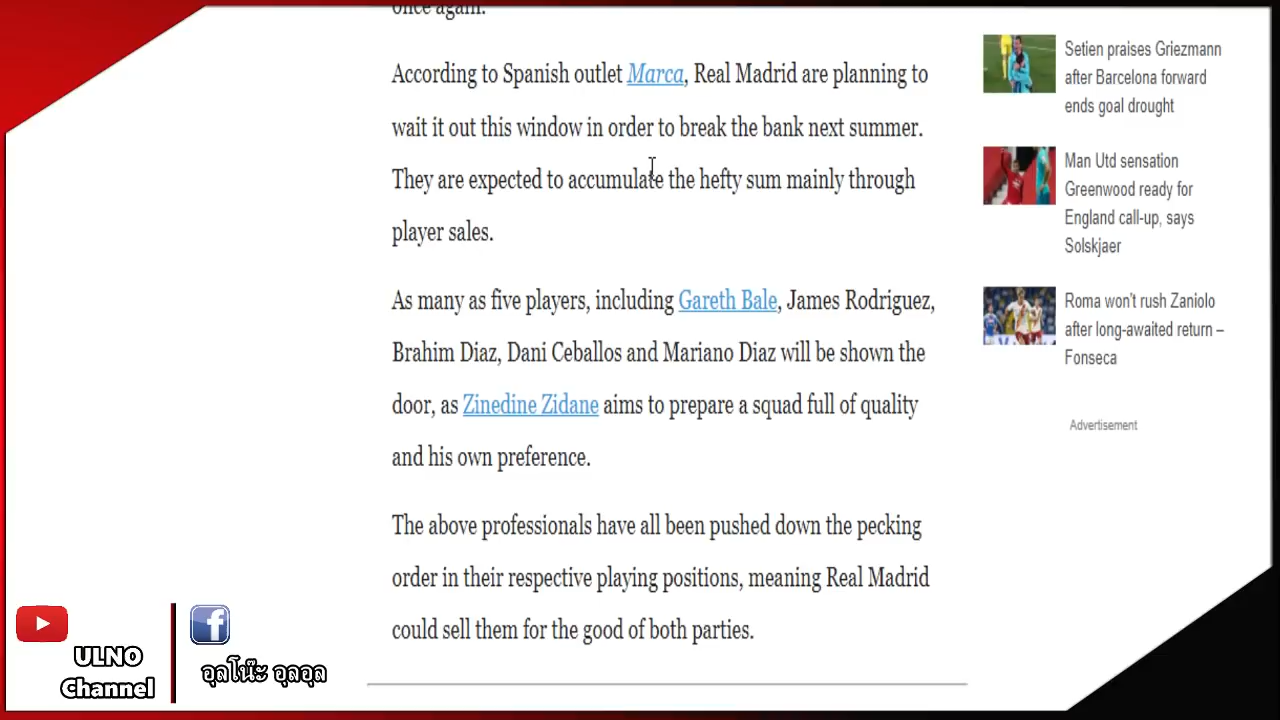 once again.
According to Spanish outlet Marca, Real Madrid are planning to
wait it out this window in order to break the bank next summer.
They are expected to accumulate the hefty sum mainly through
player sales.
As many as five players, including Gareth Bale, James Rodriguez,
Brahim Diaz, Dani Ceballos and Mariano Diaz will be shown the
door, as Zinedine Zidane aims to prepare a squad full of quality
and his own preference.
The above professionals have all been pushed down the pecking
order in their respective playing positions, meaning Real Madrid
could sell them for the good of both parties.
Setien praises Griezmann
after Barcelona forward
ends goal drought
Man Utd sensation
Greenwood ready for
England call-up, says
Solskjaer
Roma won't rush Zaniolo
after long-awaited return –
Fonseca
Advertisement
ULNO
Channel
f
อุลโน๊ะ อุลอุล